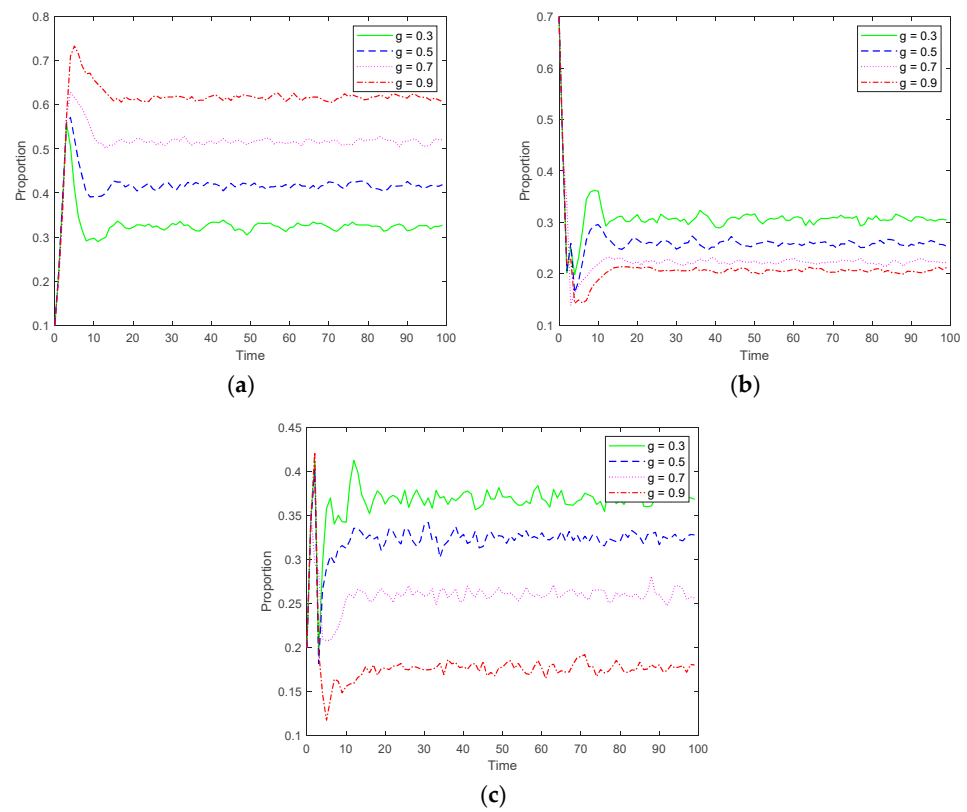 0.8
0.7
0.6
0.5
0.4
0.3
0.2
0.1
Proportion
0 10 20 30 40 50 60 70 80 90 100
Time
g = 0.3
g = 0.5
g = 0.7
g = 0.9
(a)
0.7
0.6
0.5
0.4
0.3
0.2
0.1
Proportion
0 10 20 30 40 50 60 70 80 90 100
Time
g = 0.3
g = 0.5
g = 0.7
g = 0.9
(b)
0.45
0.4
0.35
0.3
0.25
0.2
0.15
0.1
Proportion
0 10 20 30 40 50 60 70 80 90 100
Time
g = 0.3
g = 0.5
g = 0.7
g = 0.9
(c)